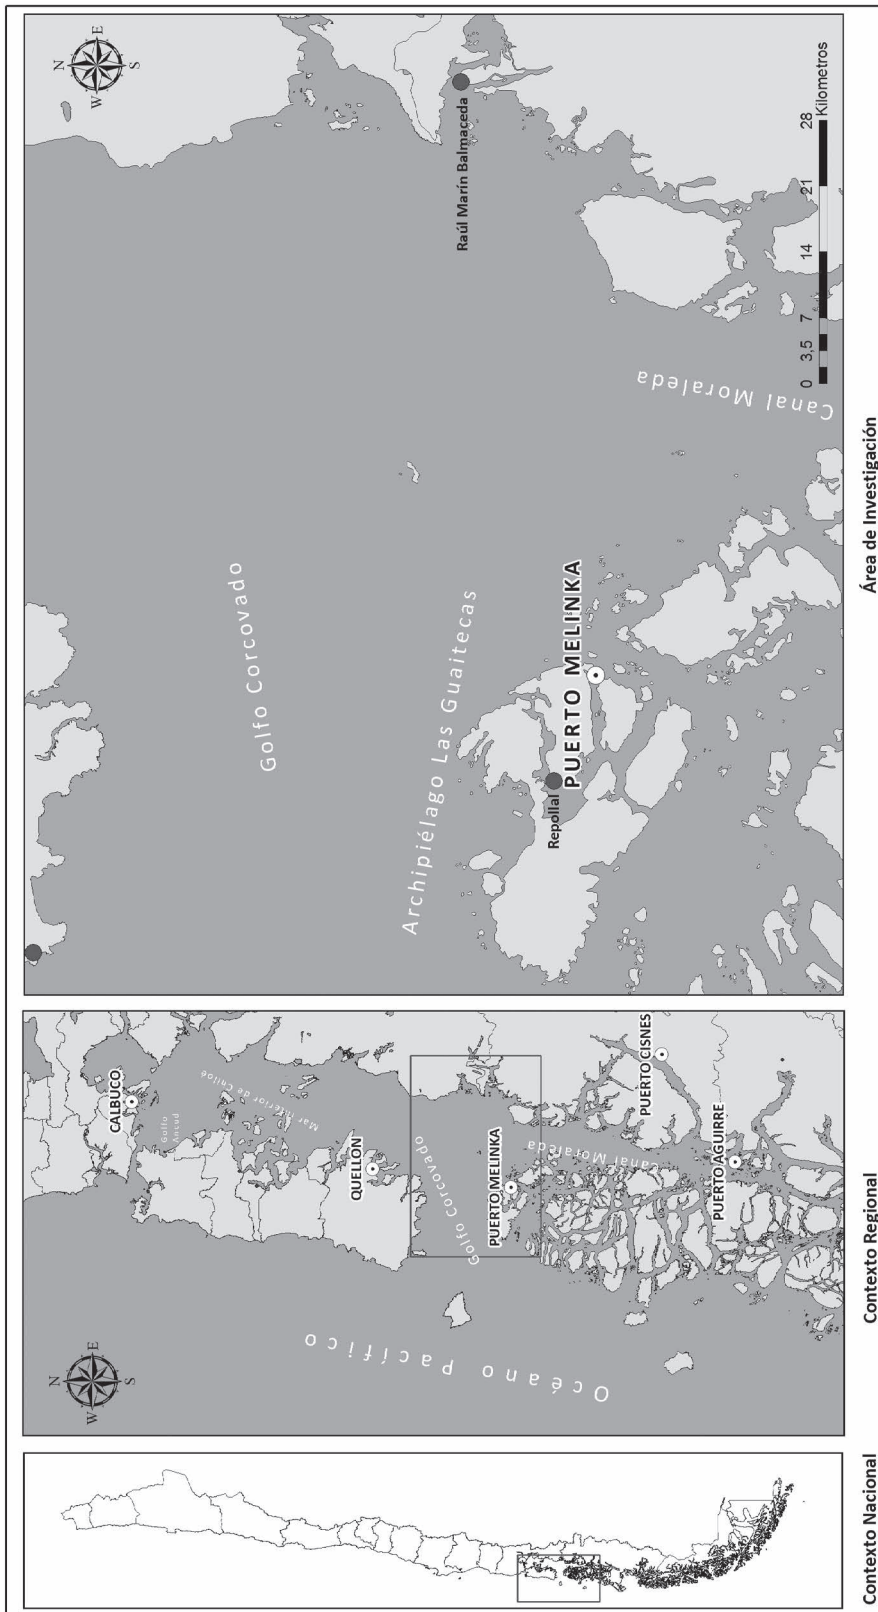 N
W
E
S
CALBUCO
Golfo
Ancud
Mar Interior de Chiloé
QUELLON
Golfo Corcovado
PUERTO MELINKA
Canal Moraleda
PUERTO CISNES
PUERTO AGUIRRE
Océano Pacífico
N
W
E
S
Golfo Corcovado
Archipiélago Las Guaitecas
Raúl Marín Balmaceda
Repollal
PUERTO MELINKA
Canal Moraleda
0 3,5 7 14 21 28
Kilometros
Contexto Nacional
Contexto Regional
Área de Investigación